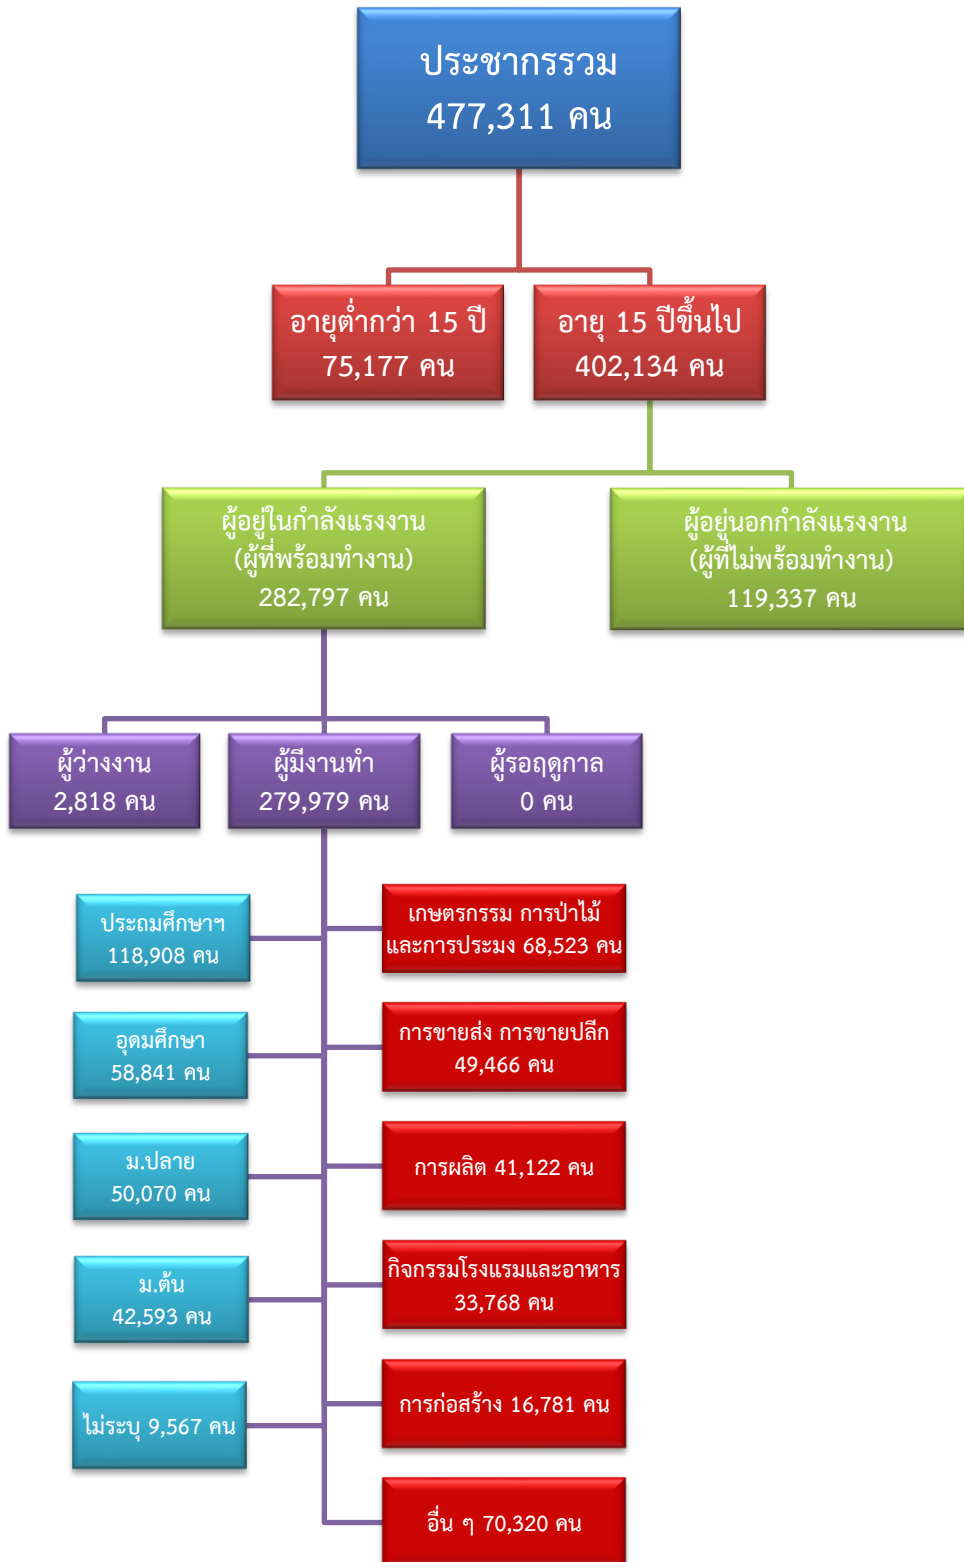 ประชากรรวม
477,311 คน
อายุต่ำกว่า 15 ปี
75,177 คน
อายุ 15 ปีขึ้นไป
402,134 คน
ผู้อยู่ในกำลังแรงงาน
(ผู้ที่พร้อมทำงาน)
282,797 คน
ผู้อยู่นอกกำลังแรงงาน
(ผู้ที่ไม่พร้อมทำงาน)
119,337 คน
ผู้ว่างงาน
2,818 คน
ผู้มีงานทำ
279,979 คน
ผู้รอฤดูกาล
0 คน
ประถมศึกษาฯ
118,908 คน
อุดมศึกษา
58,841 คน
ม.ปลาย
50,070 คน
ม.ต้น
42,593 คน
ไม่ระบุ 9,567 คน
เกษตรกรรม การป่าไม้
และการประมง 68,523 คน
การขายส่ง การขายปลีก
49,466 คน
การผลิต 41,122 คน
กิจกรรมโรงแรมและอาหาร
33,768 คน
การก่อสร้าง 16,781 คน
อื่น ๆ 70,320 คน